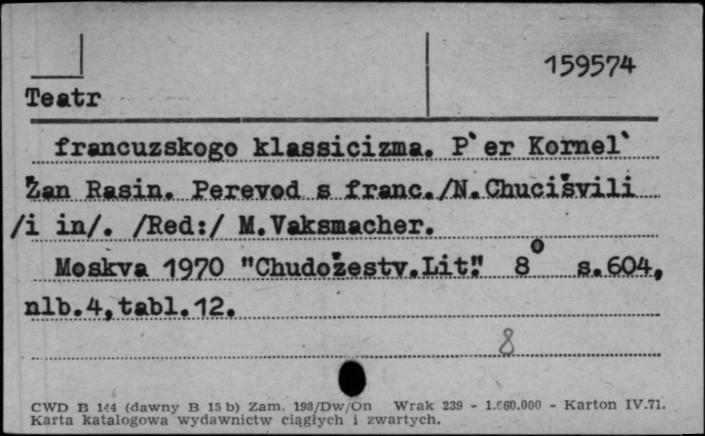 159574
Teatr
francuzskogo klassicizma. P`er Kornel`
Žan Rasin. Perevod s franc./N.Chucišvili
/i in/. /Red:/ M.Vaksmacher.
Moskva 1970 "Chudožestv.Lit." 8⁰ s.604,
nlb.4,tabl.12.
8
CWD B 144 (dawny B 15 b) Zam. 198/Dw/On Wrak 239 - 1.660.000 - Karton IV.71.
Karta katalogowa wydawnictw ciągłych i zwartych.